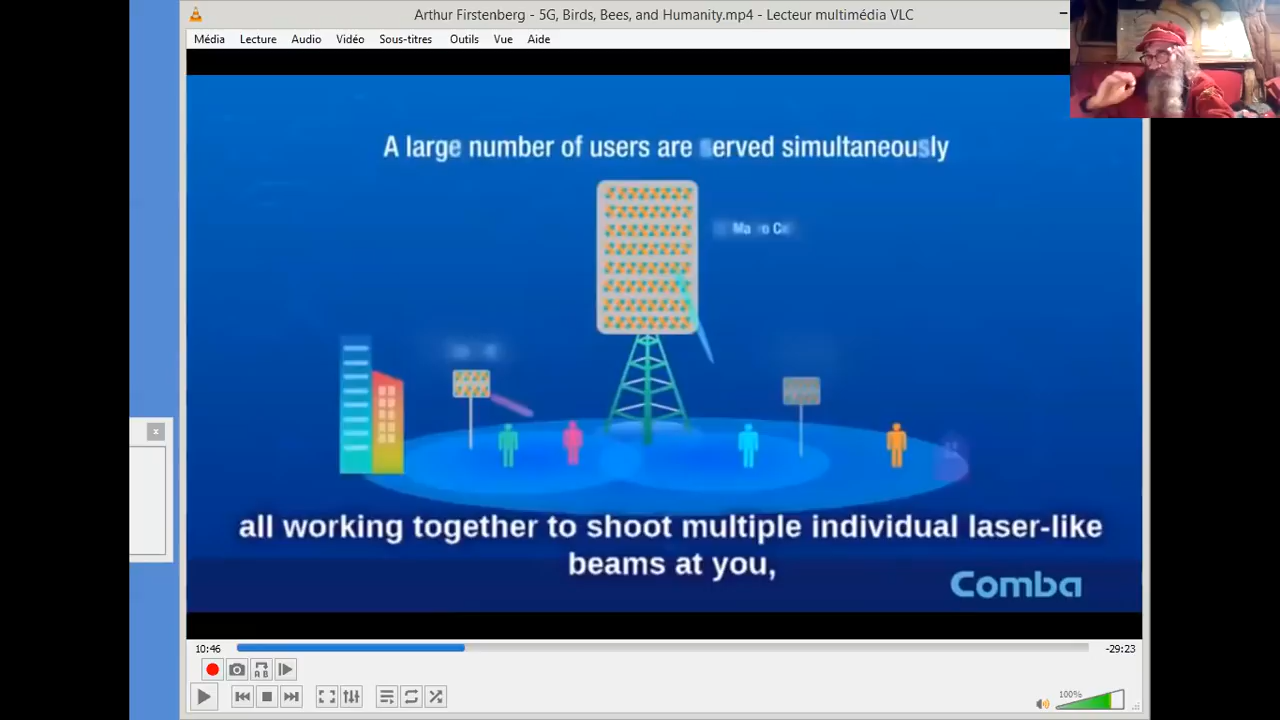 Arthur Firstenberg - 5G, Birds, Bees, and Humanity.mp4 - Lecteur multimédia VLC
Média Lecture Audio Vidéo Sous-titres Outils Vue Aide
A large number of users are served simultaneously
all working together to shoot multiple individual laser-like
beams at you,
Comba
10:46
-29:23
100%